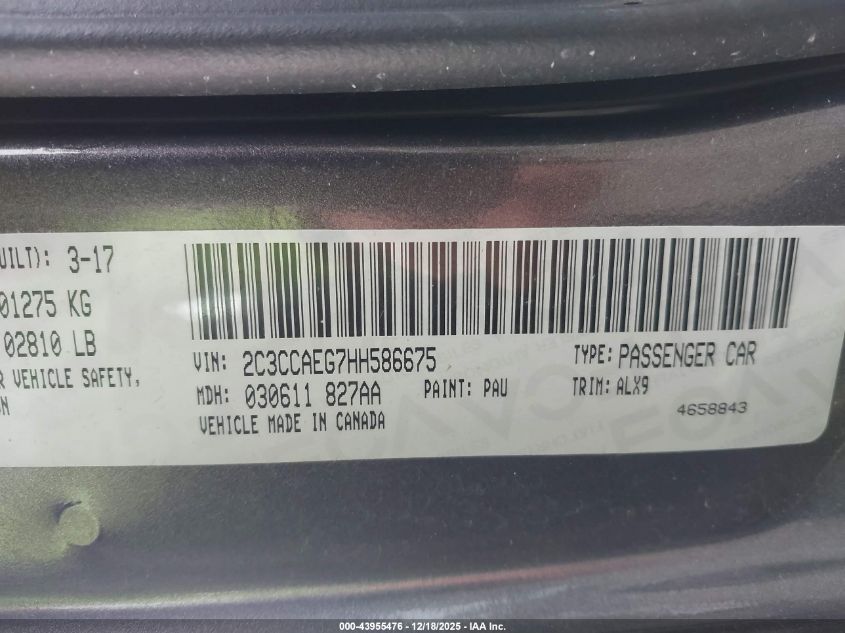 UILT): 3-17
01275 KG
02810 LB
R VEHICLE SAFETY,
ON
VIN: 2C3CCAEG7HH586675
TYPE: PASSENGER CAR
MDH: 030611 827AA
PAINT: PAU
TRIM: ALX9
VEHICLE MADE IN CANADA
4658843
000-43955476 - 12/18/2025 - IAA Inc.